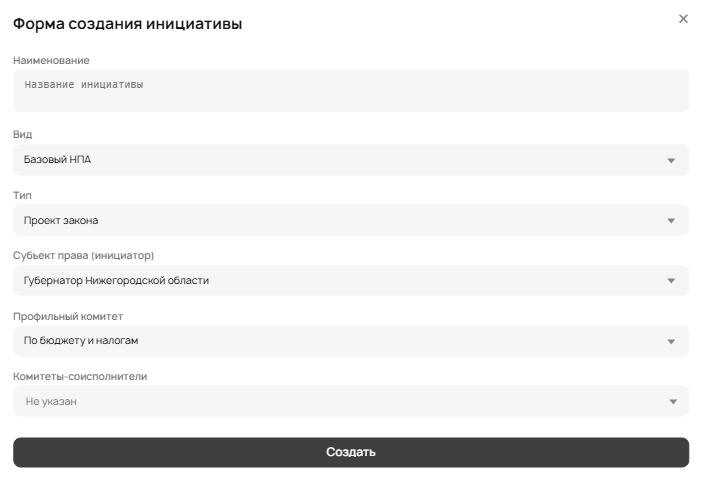 Форма создания инициативы
Наименование
Название инициативы
Вид
Базовый НПА
Тип
Проект закона
Субъект права (инициатор)
Губернатор Нижегородской области
Профильный комитет
По бюджету и налогам
Комитеты-соисполнители
Не указан
Создать